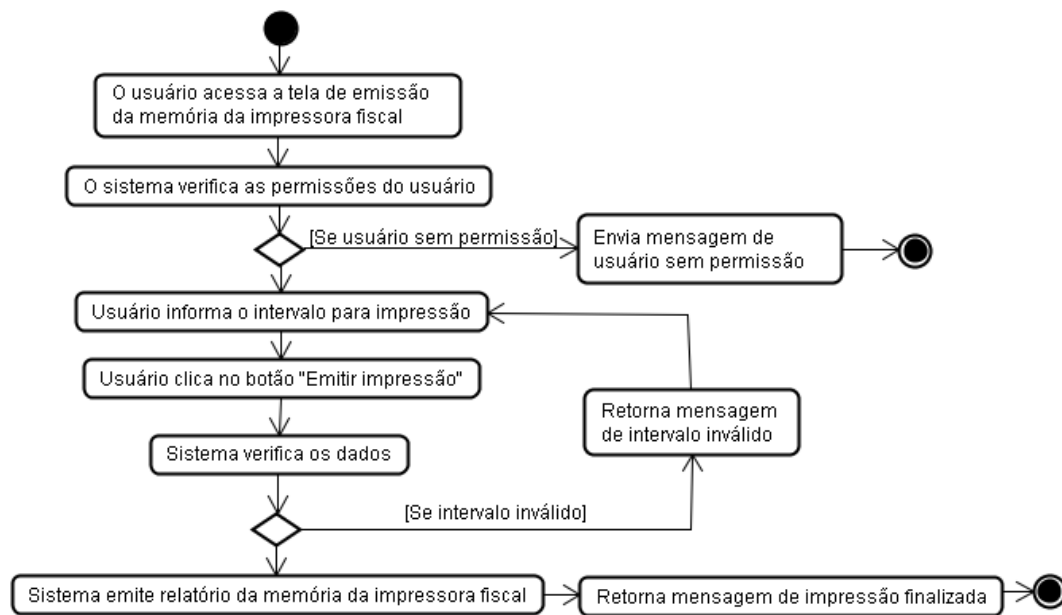 O usuário acessa a tela de emissão
da memória da impressora fiscal
O sistema verifica as permissões do usuário
[Se usuário sem permissão]
Envia mensagem de
usuário sem permissão
Usuário informa o intervalo para impressão
Usuário clica no botão "Emitir impressão"
Retorna mensagem
de intervalo inválido
Sistema verifica os dados
[Se intervalo inválido]
Sistema emite relatório da memória da impressora fiscal
Retorna mensagem de impressão finalizada